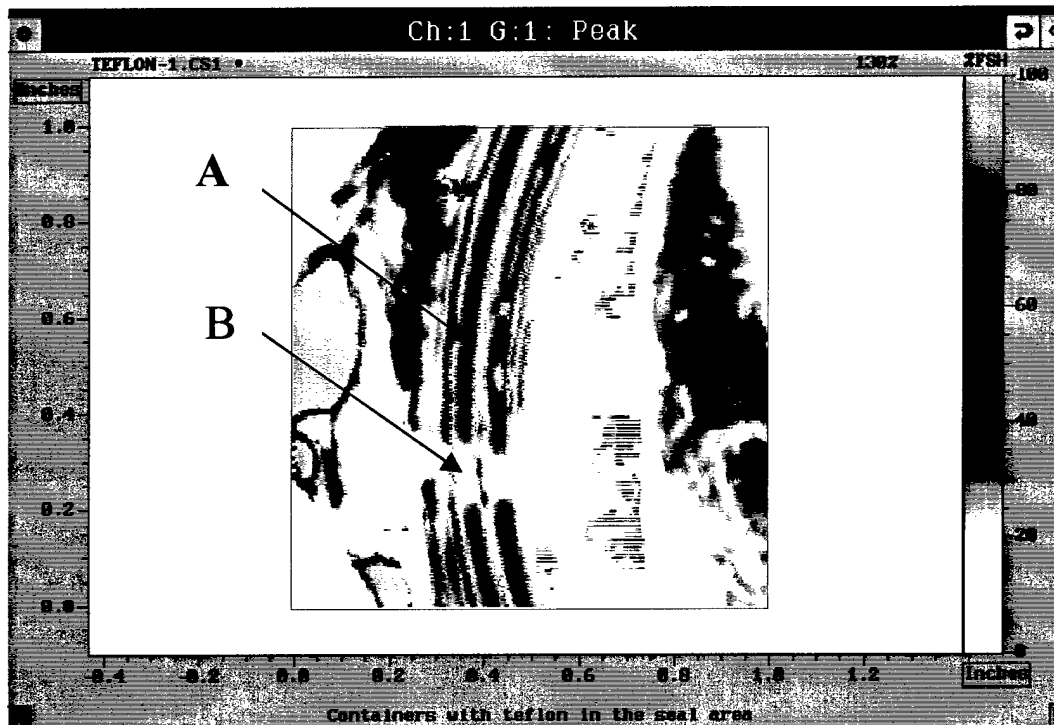 Ch:1 G:1: Peak
TEFLON-1.CS1 138% %FSH
Inches
100
1.0
A
80
0.8
B
60
0.6
0.4
40
0.2
20
0.0
0
-0.4 -0.2 0.0 0.2 0.4 0.6 0.8 1.0 1.2 Inches
Containers with teflon in the seal area